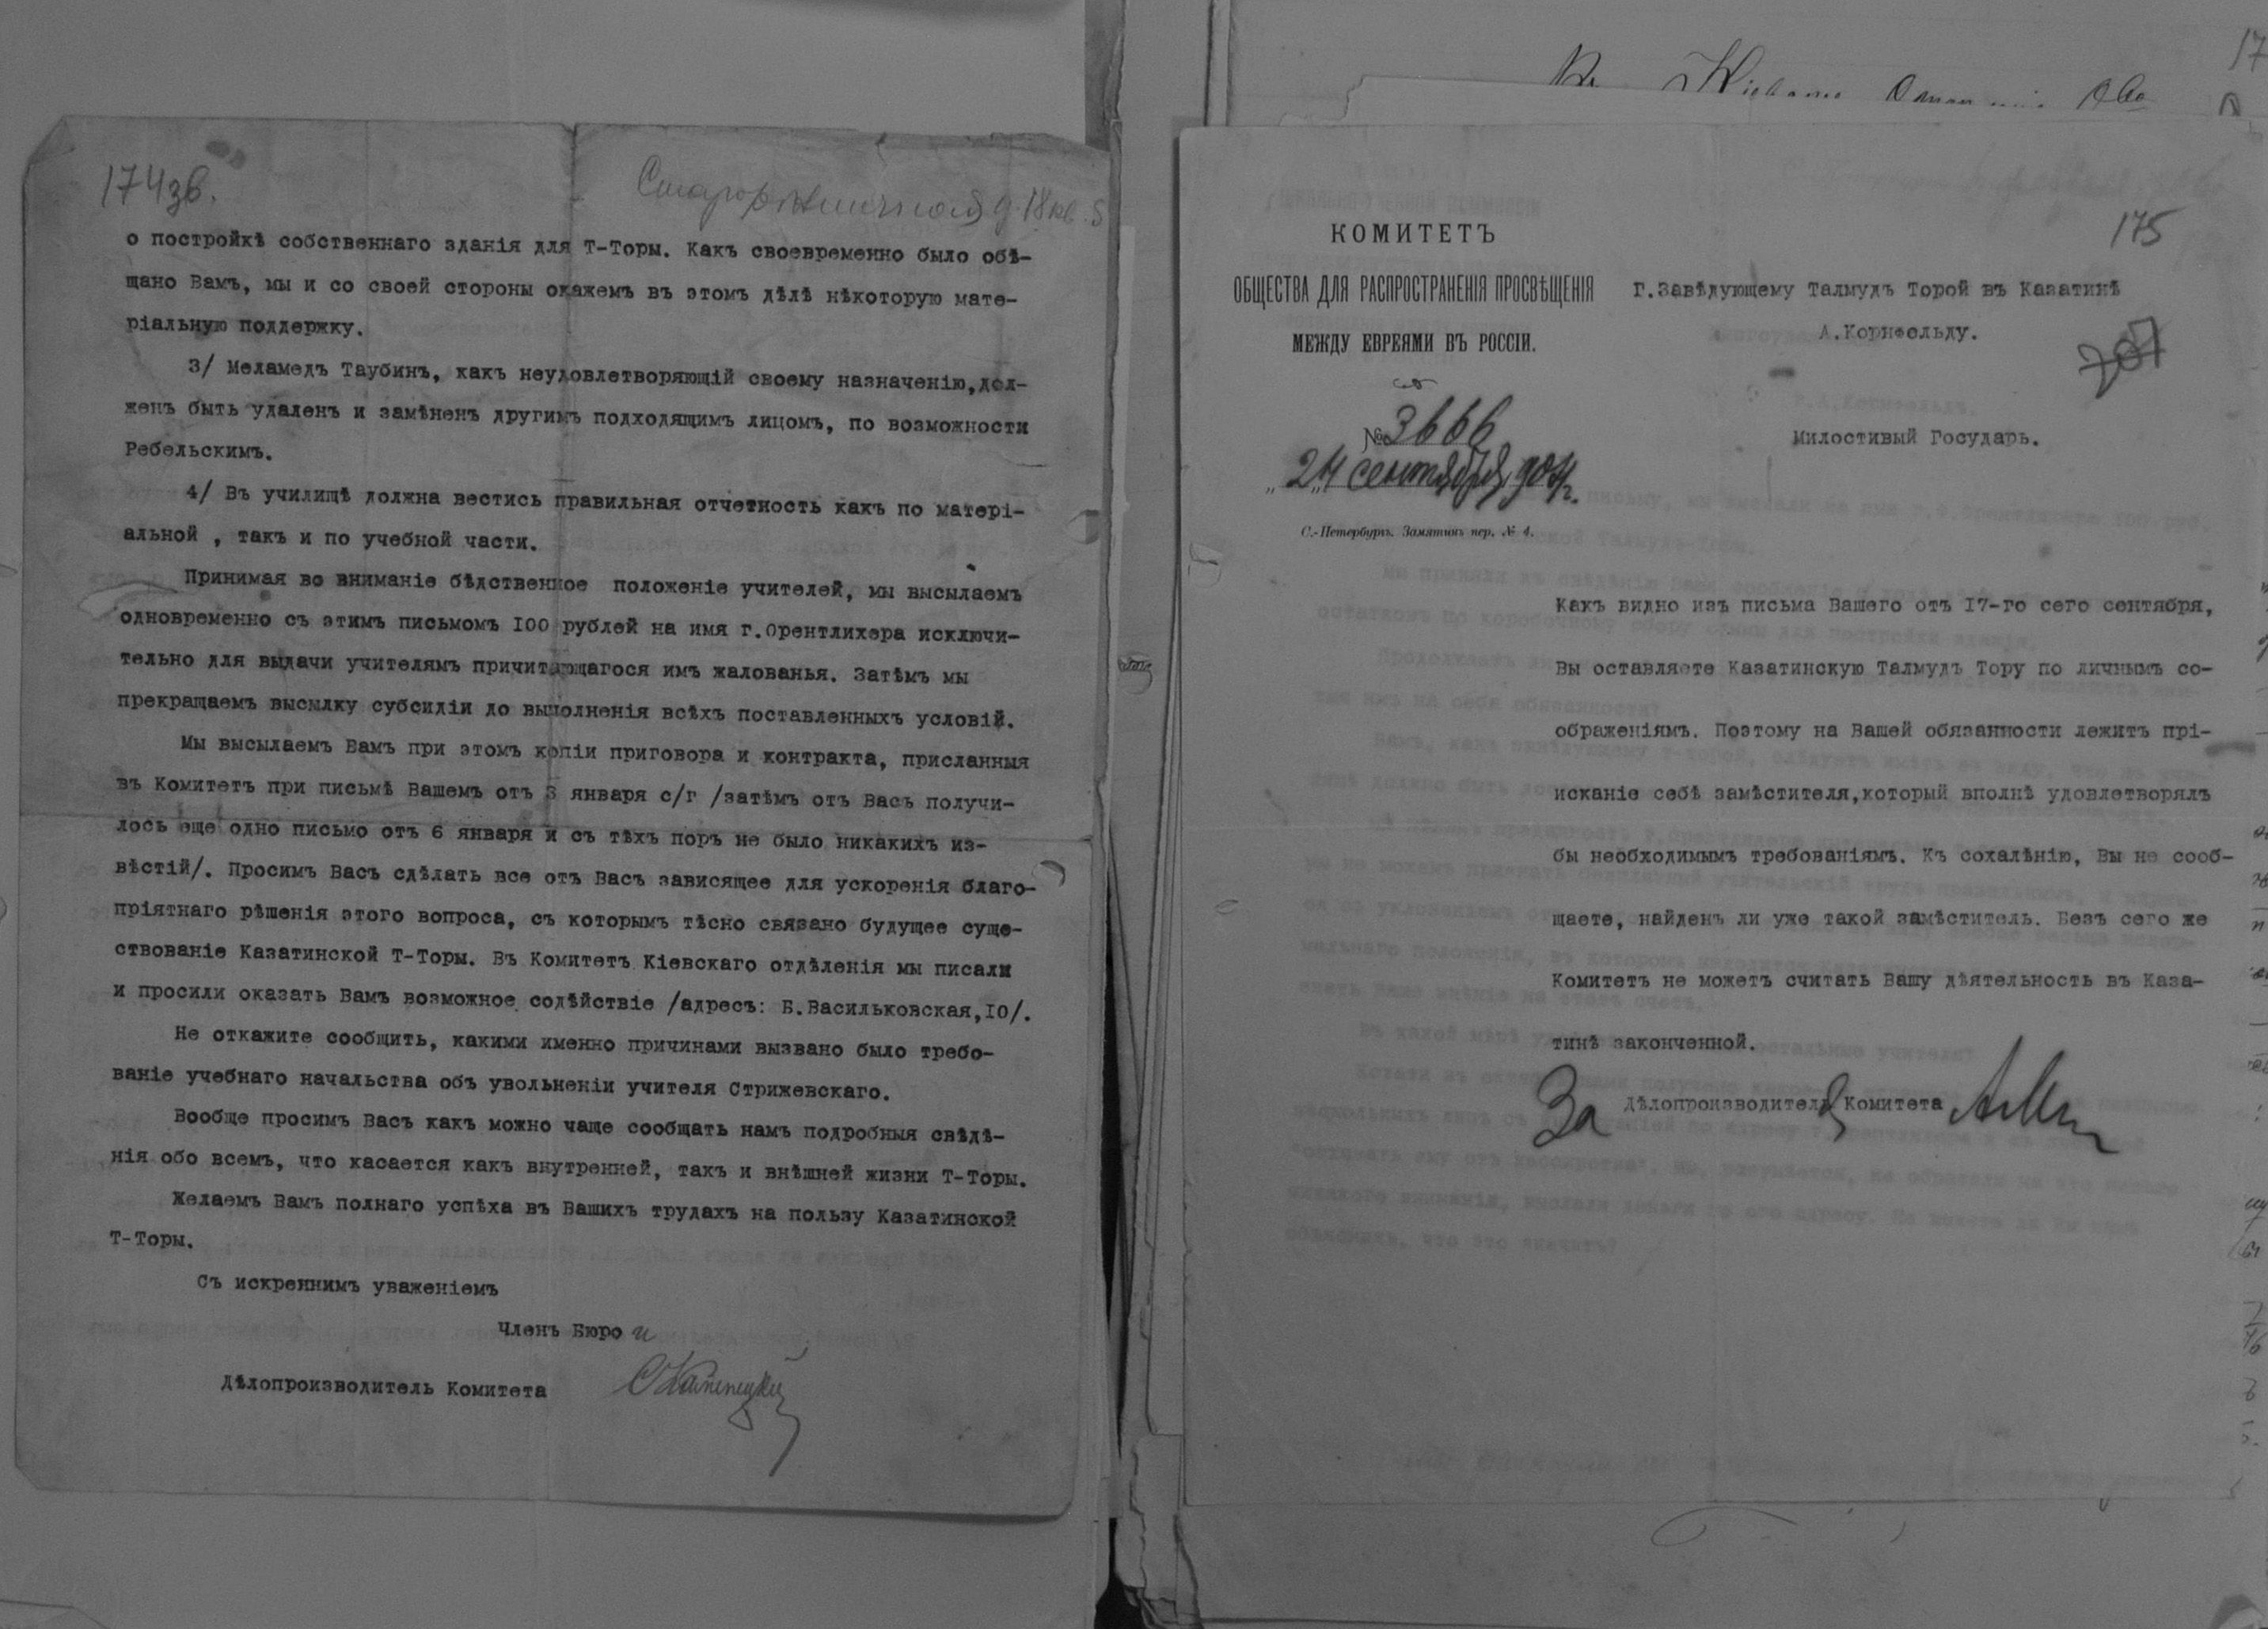 174зв.
о постройкѣ собственнаго зданія для Т-Торы. Какъ своевременно было обѣ-
щано Вамъ, мы и со своей стороны окажемъ въ этомъ дѣлѣ нѣкоторую мате-
ріальную поддержку.
3/ Меламедъ Таубинъ, какъ неудовлетворяющій своему назначенію,дол-
женъ быть удаленъ и замѣненъ другимъ подходящимъ лицомъ, по возможности
Ребельскимъ.
4/ Въ училищѣ должна вестись правильная отчетность какъ по матері-
альной , такъ и по учебной части.
Принимая во вниманіе бѣдственное положеніе учителей, мы высылаемъ
одновременно съ этимъ письмомъ 100 рублей на имя г.Орентлихера исключи-
тельно для выдачи учителямъ причитающагося имъ жалованья. Затѣмъ мы
прекращаемъ высылку субсидіи до выполненія всѣхъ поставленныхъ условій.
Мы высылаемъ Вамъ при этомъ копіи приговора и контракта, присланныя
въ Комитетъ при письмѣ Вашемъ отъ 3 января с/г /затѣмъ отъ Васъ получи-
лось еще одно письмо отъ 6 января и съ тѣхъ поръ не было никакихъ из-
вѣстій/. Просимъ Васъ сдѣлать все отъ Васъ зависящее для ускоренія благо-
пріятнаго рѣшенія этого вопроса, съ которымъ тѣсно связано будущее суще-
ствованіе Казатинской Т-Торы. Въ Комитетъ Кіевскаго отдѣленія мы писали
и просили оказать Вамъ возможное содѣйствіе /адресъ: Б.Васильковская,10/.
Не откажите сообщить, какими именно причинами вызвано было требо-
ваніе учебнаго начальства объ увольненіи учителя Стрижевскаго.
Вообще просимъ Васъ какъ можно чаще сообщать намъ подробныя свѣдѣ-
нія обо всемъ, что касается какъ внутренней, такъ и внѣшней жизни Т-Торы.
Желаемъ Вамъ полнаго успѣха въ Вашихъ трудахъ на пользу Казатинской
Т-Торы.
Съ искреннимъ уваженіемъ
Членъ Бюро и
Дѣлопроизводитель Комитета
175
КОМИТЕТЪ
ОБЩЕСТВА ДЛЯ РАСПРОСТРАНЕНІЯ ПРОСВѢЩЕНІЯ
МЕЖДУ ЕВРЕЯМИ ВЪ РОССІИ.
№ 3666
„24„ сентября 904г.
С.-Петербургъ. Замятинъ пер. № 4.
Г.Завѣдующему Талмудъ Торой въ Казатинѣ
А.Корнфельду.
Милостивый Государь.
Какъ видно изъ письма Вашего отъ 17-го сего сентября,
Вы оставляете Казатинскую Талмудъ Тору по личнымъ со-
ображеніямъ. Поэтому на Вашей обязанности лежитъ прі-
исканіе себѣ замѣстителя,который вполнѣ удовлетворялъ
бы необходимымъ требованіямъ. Къ сохалѣнію, Вы не сооб-
щаете, найденъ ли уже такой замѣститель. Безъ сего же
Комитетъ не можетъ считать Вашу дѣятельность въ Каза-
тинѣ законченной.
За Дѣлопроизводителя Комитета